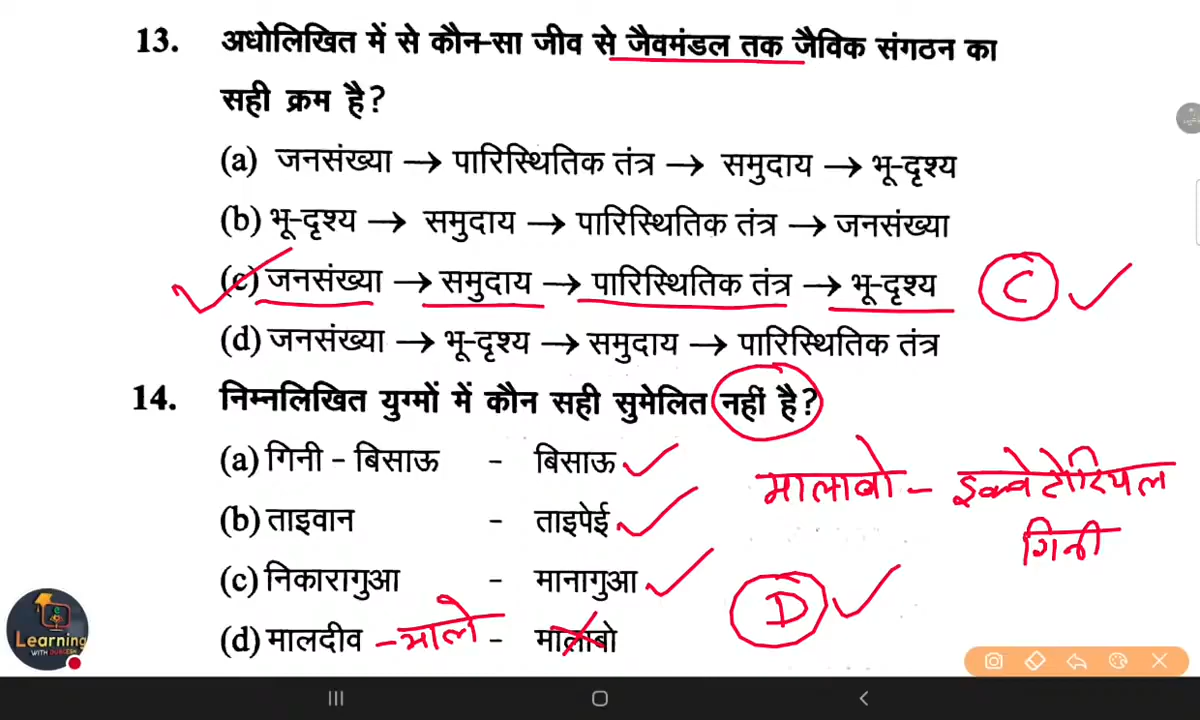 13. अधोलिखित में से कौन-सा जीव से जैवमंडल तक जैविक संगठन का
सही क्रम है?
(a) जनसंख्या → पारिस्थितिक तंत्र → समुदाय → भू-दृश्य
(b) भू-दृश्य → समुदाय → पारिस्थितिक तंत्र → जनसंख्या
(c) जनसंख्या → समुदाय → पारिस्थितिक तंत्र → भू-दृश्य C
(d) जनसंख्या → भू-दृश्य → समुदाय → पारिस्थितिक तंत्र
14. निम्नलिखित युग्मों में कौन सही सुमेलित नहीं है?
(a) गिनी - बिसाऊ - बिसाऊ
मालाबो - इक्वेटोरियल
गिनी
(b) ताइवान - ताइपेई
(c) निकारागुआ - मानागुआ
D
(d) मालदीव - माले - मालाबो
Learning